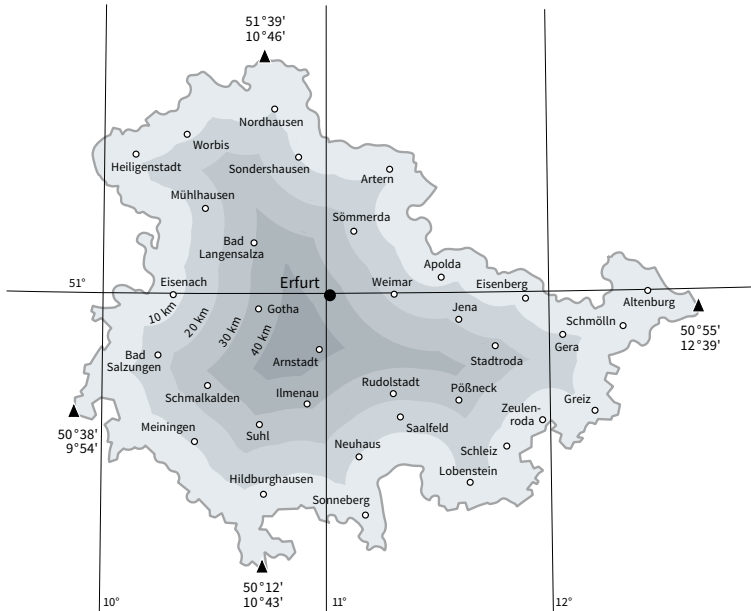 51°39'
10°46'
Nordhausen
Worbis
Heiligenstadt
Sondershausen
Artern
Mühlhausen
Sömmerda
Bad
Langensalza
Apolda
51°
Eisenach
Erfurt
Weimar
Eisenberg
Altenburg
10 km
20 km
30 km
40 km
Gotha
Jena
Schmölln
Gera
50°55'
12°39'
Bad
Salzungen
Arnstadt
Stadtroda
Schmalkalden
Ilmenau
Rudolstadt
Pößneck
Zeulen-
roda
Greiz
50°38'
9°54'
Meiningen
Suhl
Saalfeld
Neuhaus
Schleiz
Lobenstein
Hildburghausen
Sonneberg
50°12'
10°43'
10°
11°
12°